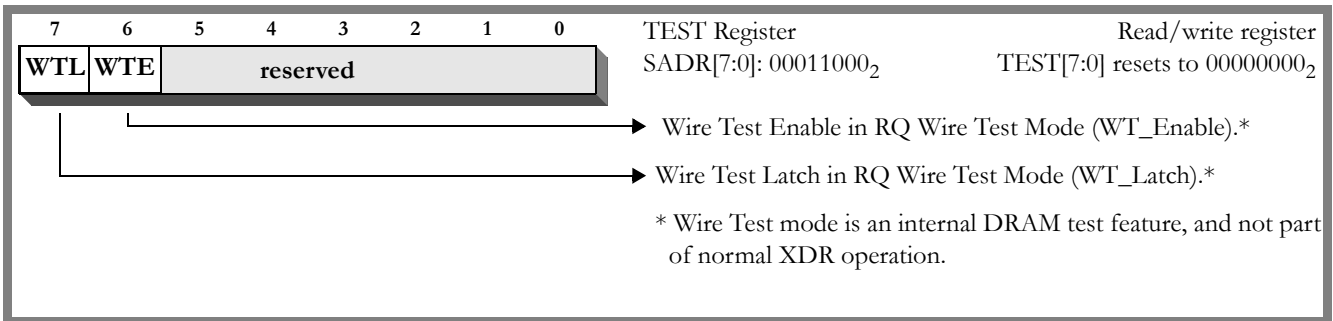 7 6 5 4 3 2 1 0
WTL WTE reserved
TEST Register Read/write register
SADR[7:0]: 00011000₂ TEST[7:0] resets to 00000000₂
Wire Test Enable in RQ Wire Test Mode (WT_Enable).*
Wire Test Latch in RQ Wire Test Mode (WT_Latch).*
* Wire Test mode is an internal DRAM test feature, and not part
of normal XDR operation.